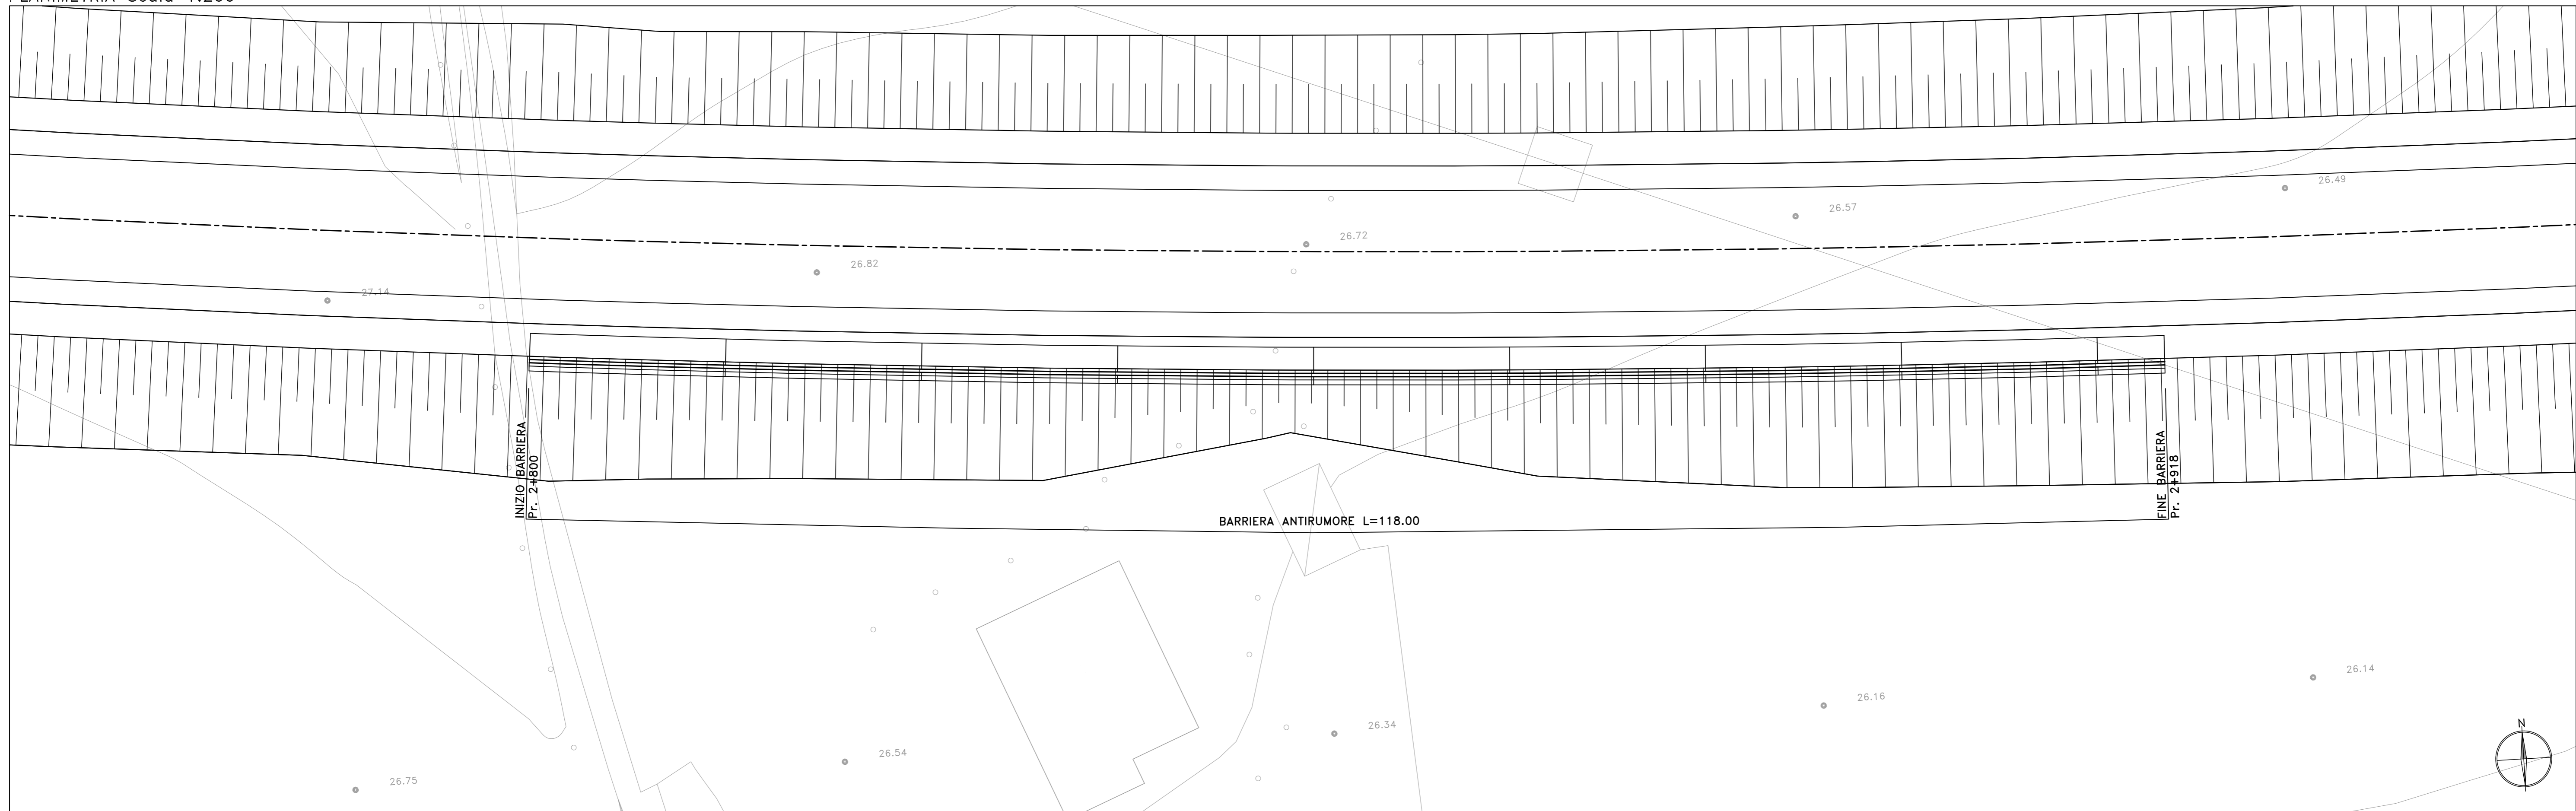 PLANIMETRIA Scala 1:200
26.49
26.57
26.72
26.82
27.14
INIZIO BARRIERA
Pr. 2+800
FINE BARRIERA
Pr. 2+918
BARRIERA ANTIRUMORE L=118.00
26.14
26.16
26.34
26.54
26.75
N